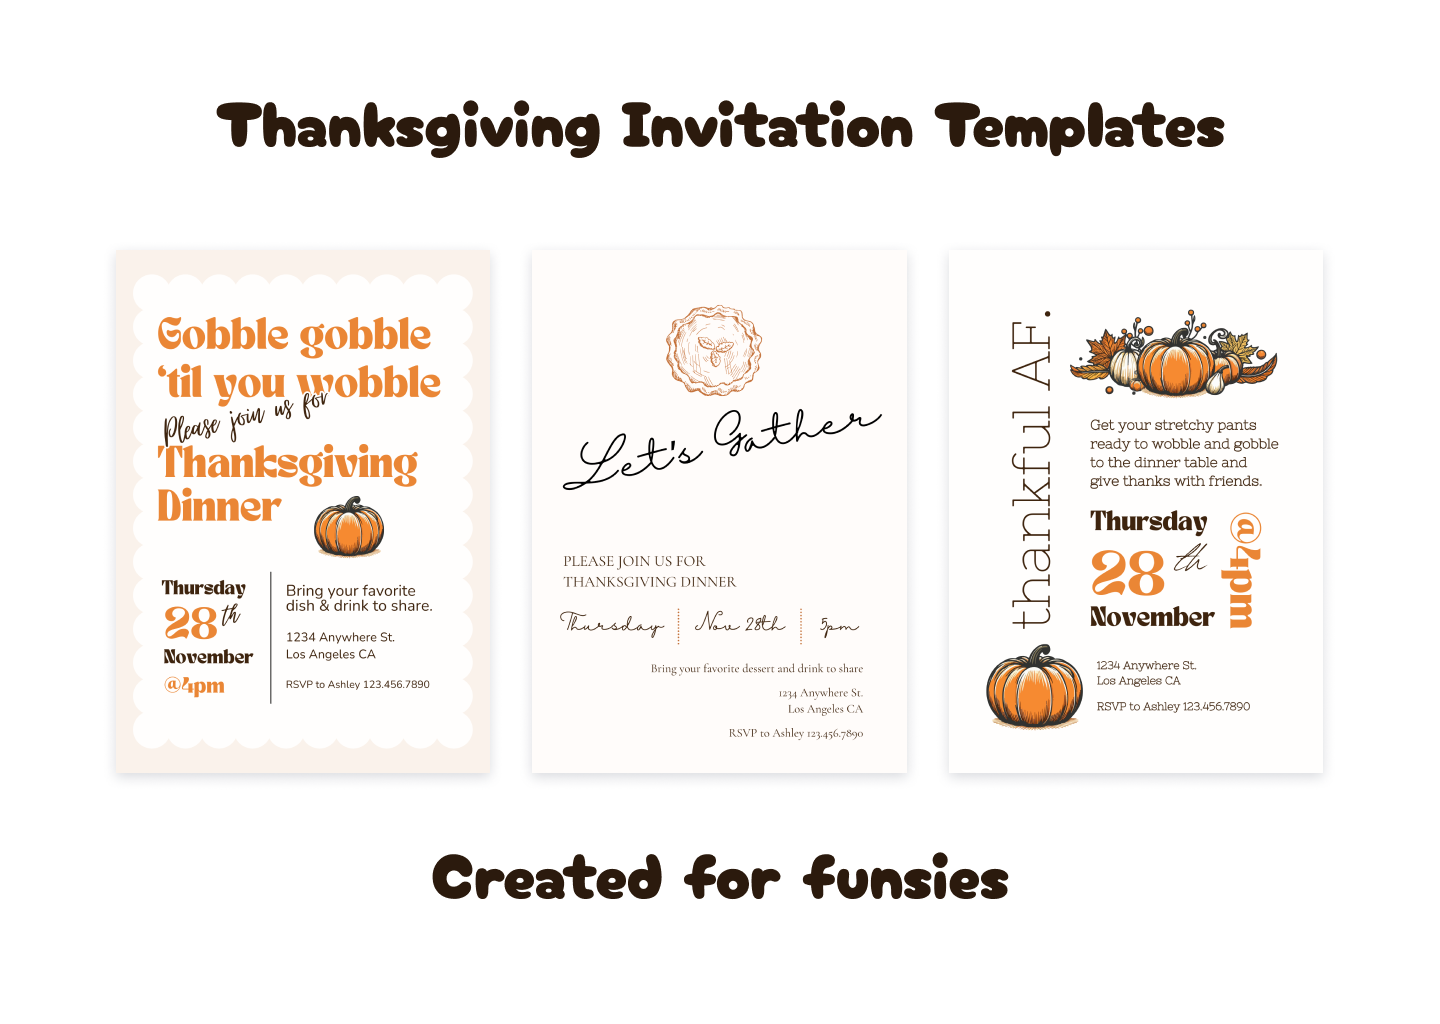 Thanksgiving Invitation Templates
Gobble gobble
‘til you wobble
Please join us for
Thanksgiving
Dinner
Thursday
28th
November
@4pm
Bring your favorite
dish & drink to share.
1234 Anywhere St.
Los Angeles CA
RSVP to Ashley 123.456.7890
Let's Gather
PLEASE JOIN US FOR
THANKSGIVING DINNER
Thursday
Nov 28th
5pm
Bring your favorite dessert and drink to share
1234 Anywhere St.
Los Angeles CA
RSVP to Ashley 123.456.7890
thankful AF.
Get your stretchy pants
ready to wobble and gobble
to the dinner table and
give thanks with friends.
Thursday
28th
November
@4pm
1234 Anywhere St.
Los Angeles CA
RSVP to Ashley 123.456.7890
Created for funsies